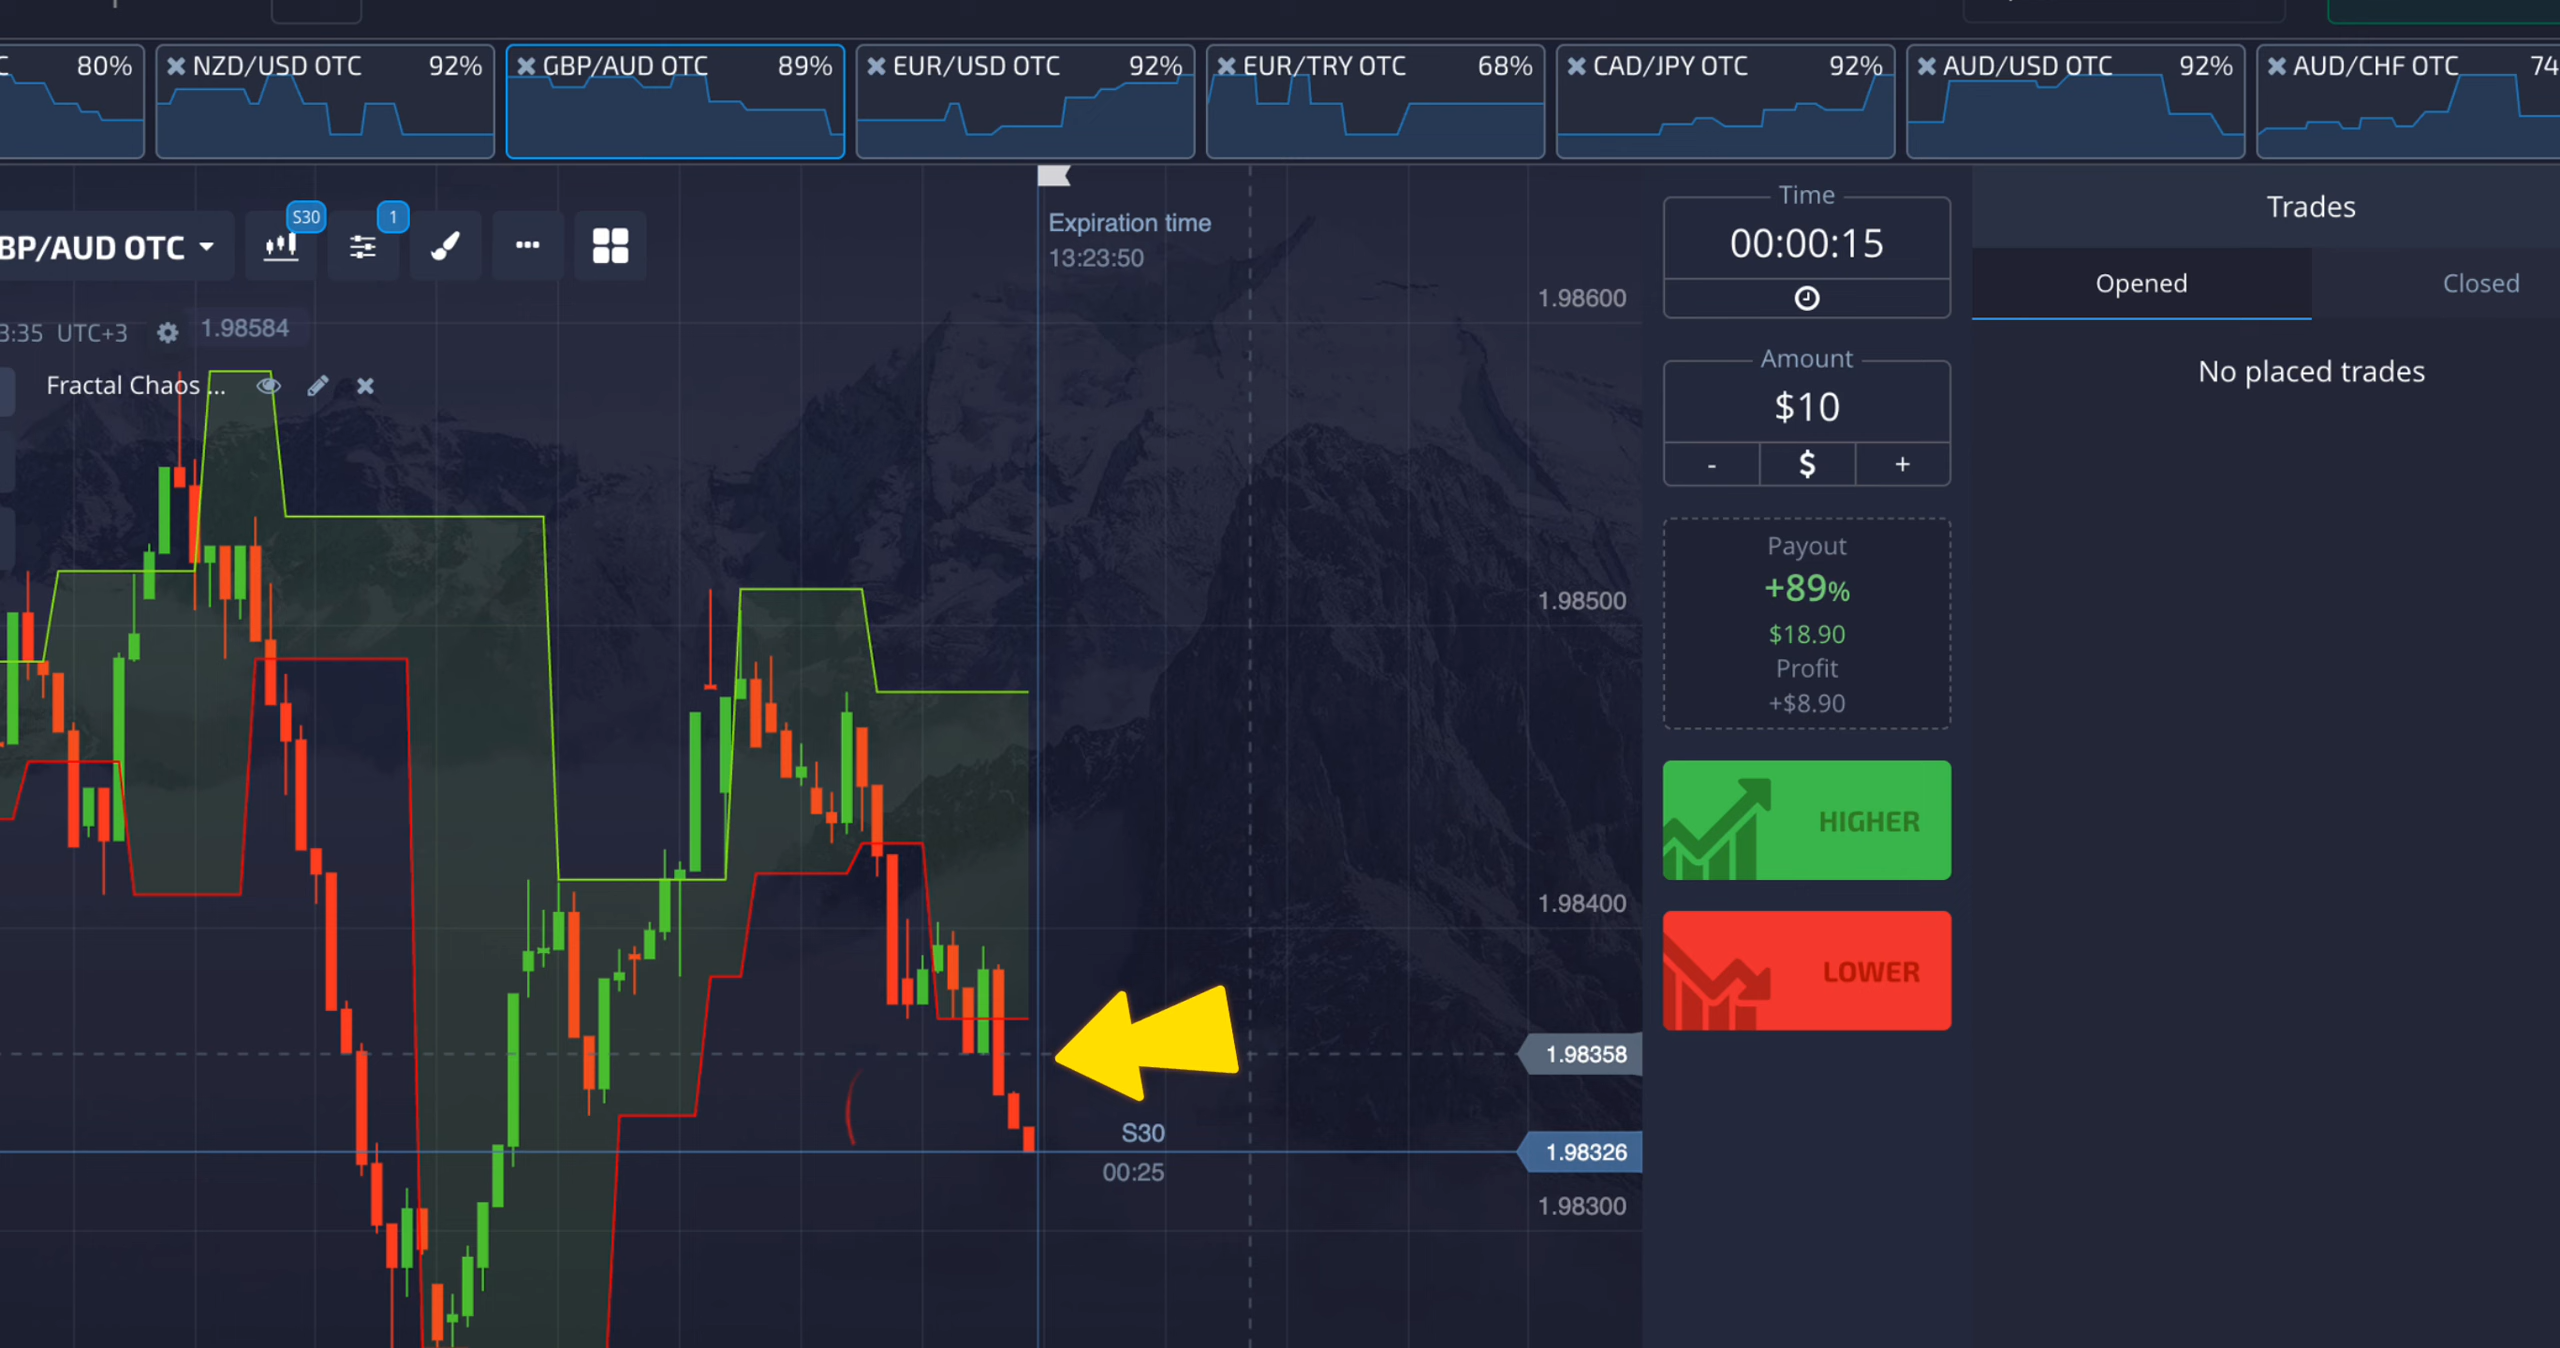 80%
NZD/USD OTC 92%
GBP/AUD OTC 89%
EUR/USD OTC 92%
EUR/TRY OTC 68%
CAD/JPY OTC 92%
AUD/USD OTC 92%
AUD/CHF OTC 74
BP/AUD OTC
S30
1
Expiration time
13:23:50
3:35 UTC+3
1.98584
Fractal Chaos ...
1.98600
1.98500
1.98400
1.98358
1.98326
1.98300
S30
00:25
Time
00:00:15
Amount
$10
- $ +
Payout
+89%
$18.90
Profit
+$8.90
HIGHER
LOWER
Trades
Opened Closed
No placed trades